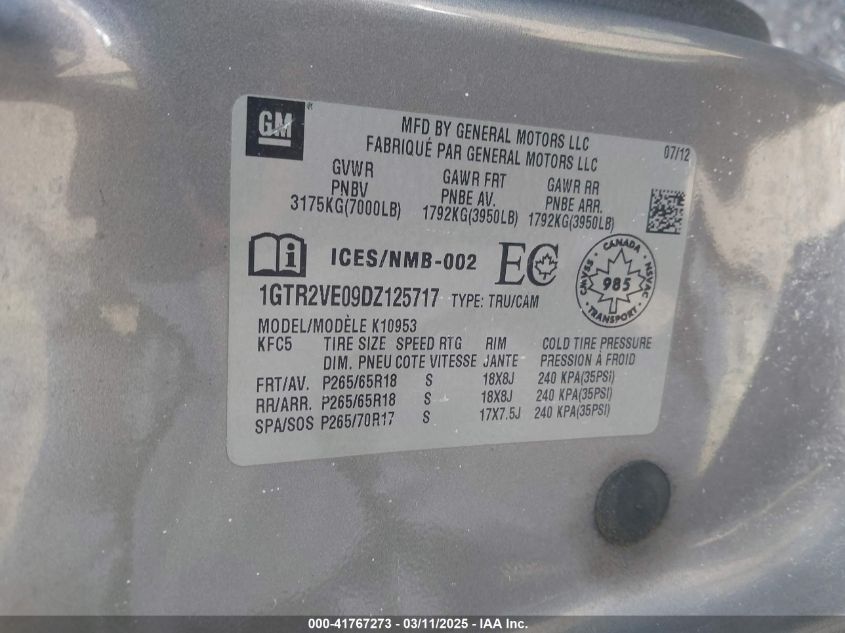 GM ®
MFD BY GENERAL MOTORS LLC
FABRIQUÉ PAR GENERAL MOTORS LLC
07/12
GVWR GAWR FRT GAWR RR
PNBV PNBE AV. PNBE ARR.
3175KG(7000LB) 1792KG(3950LB) 1792KG(3950LB)
i ICES/NMB-002 EC
CANADA
CMVSS 985 NSVAC
TRANSPORT
1GTR2VE09DZ125717 TYPE: TRU/CAM
MODEL/MODÈLE K10953
KFC5 TIRE SIZE SPEED RTG RIM COLD TIRE PRESSURE
DIM. PNEU COTE VITESSE JANTE PRESSION À FROID
FRT/AV. P265/65R18 S 18X8J 240 KPA(35PSI)
RR/ARR. P265/65R18 S 18X8J 240 KPA(35PSI)
SPA/SOS P265/70R17 S 17X7.5J 240 KPA(35PSI)
000-41767273 - 03/11/2025 - IAA Inc.